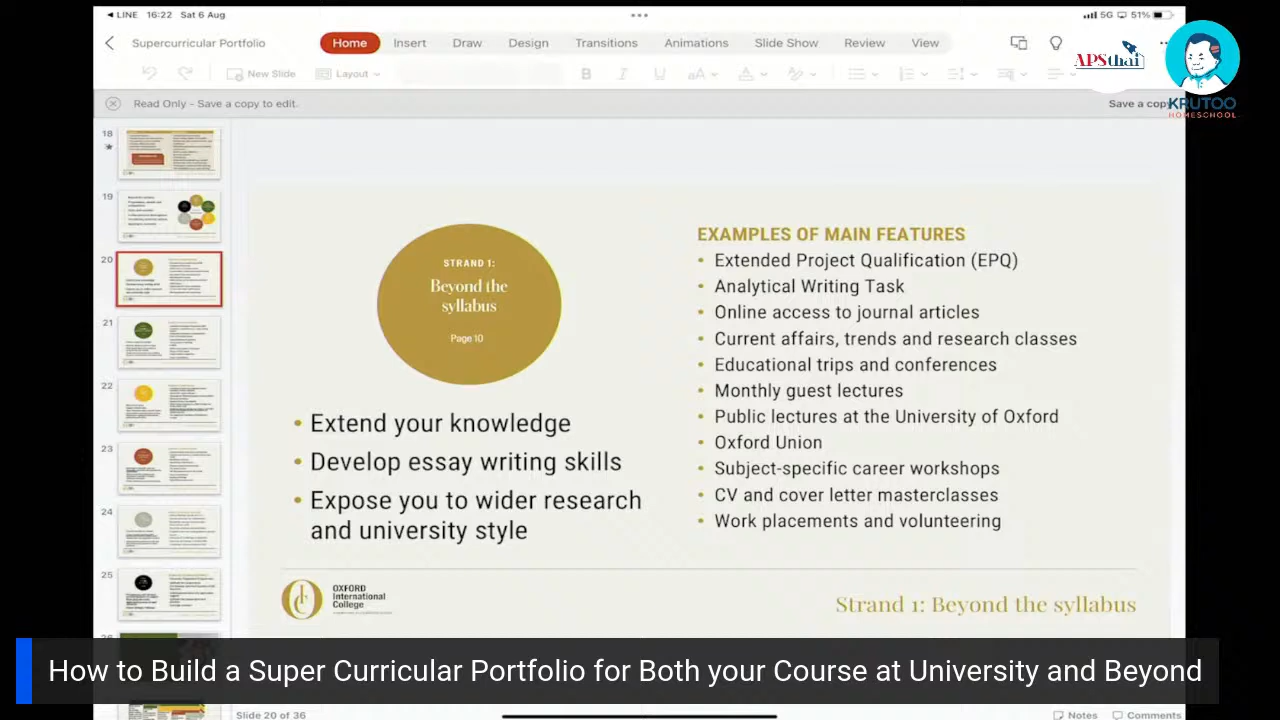 LINE 16:22 Sat 6 Aug
5G 51%
Supercurricular Portfolio
Home Insert Draw Design Transitions Animations Slide Show Review View
New Slide Layout
B I U aA A
Read Only - Save a copy to edit.
Save a copy
APSthai
KRUTOO
HOMESCHOOL
18
19
20
21
22
23
24
25
STRAND 1:
Beyond the
syllabus
Page 10
Extend your knowledge
Develop essay writing skills
Expose you to wider research
and university style
EXAMPLES OF MAIN FEATURES
Extended Project Qualification (EPQ)
Analytical Writing Task
Online access to journal articles
Current affairs, trends and research classes
Educational trips and conferences
Monthly guest lectures
Public lectures at the University of Oxford
Oxford Union
Subject-specific career workshops
CV and cover letter masterclasses
Work placements and volunteering
OXFORD
International
College
Strand 1: Beyond the syllabus
How to Build a Super Curricular Portfolio for Both your Course at University and Beyond
Slide 20 of 36
Notes Comments